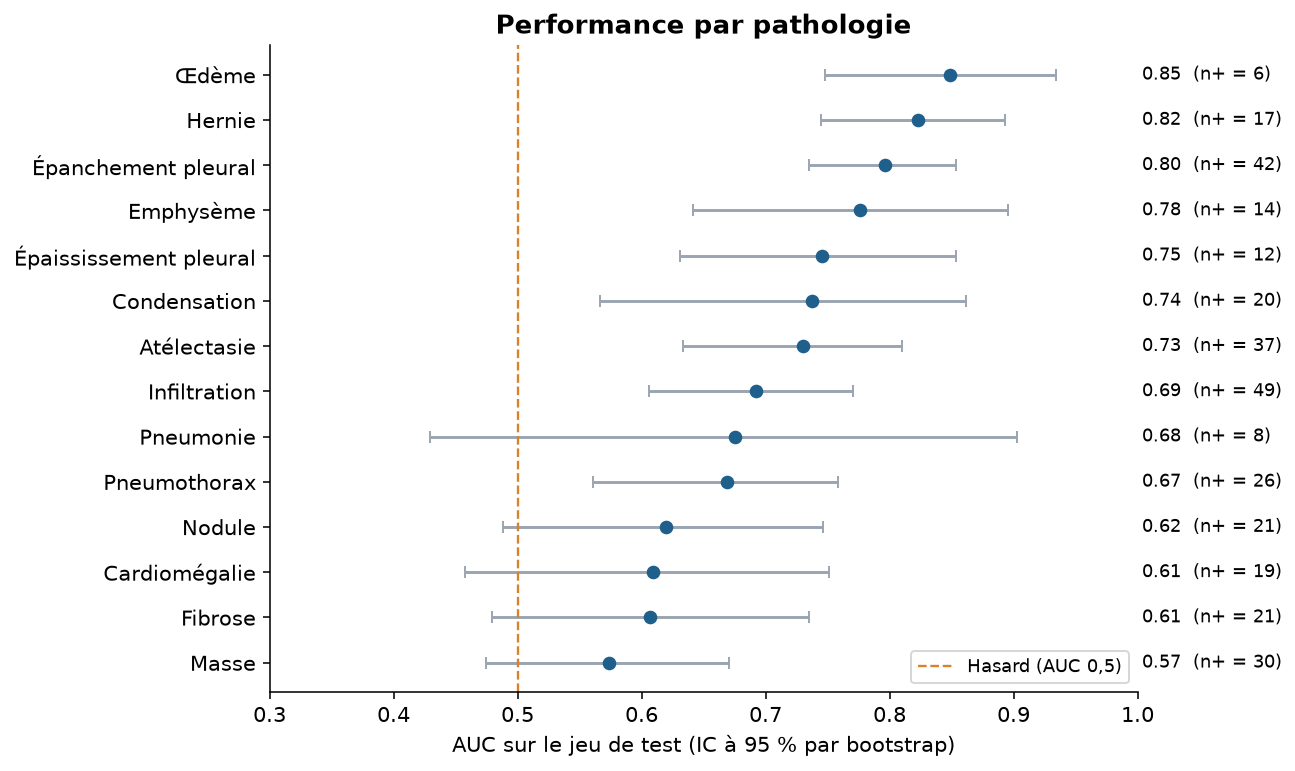 Performance par pathologie
Œdème 0.85 (n+ = 6)
Hernie 0.82 (n+ = 17)
Épanchement pleural 0.80 (n+ = 42)
Emphysème 0.78 (n+ = 14)
Épaississement pleural 0.75 (n+ = 12)
Condensation 0.74 (n+ = 20)
Atélectasie 0.73 (n+ = 37)
Infiltration 0.69 (n+ = 49)
Pneumonie 0.68 (n+ = 8)
Pneumothorax 0.67 (n+ = 26)
Nodule 0.62 (n+ = 21)
Cardiomégalie 0.61 (n+ = 19)
Fibrose 0.61 (n+ = 21)
Masse Hasard (AUC 0,5) 0.57 (n+ = 30)
0.3 0.4 0.5 0.6 0.7 0.8 0.9 1.0
AUC sur le jeu de test (IC à 95 % par bootstrap)